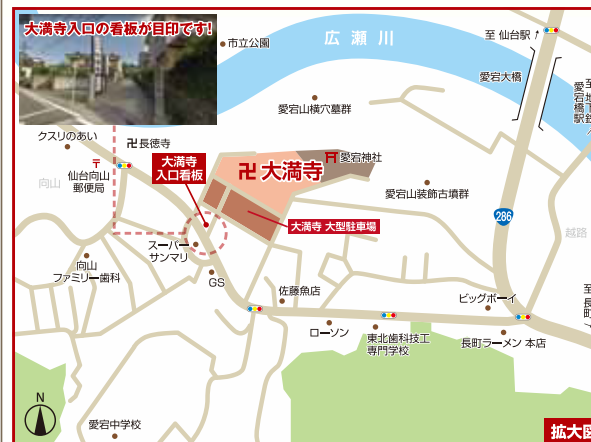 大満寺入口の看板が目印です!
市立公園
広瀬川
至 仙台駅
愛宕大橋
愛宕山横穴墓群
クスリのあい
卍長徳寺
〒
仙台向山
郵便局
向山
大満寺
入口看板
卍大満寺
愛宕神社
愛宕山装飾古墳群
286
越路
大満寺 大型駐車場
スーパー
サンマリ
向山
ファミリー歯科
GS
佐藤魚店
ローソン
東北歯科技工
専門学校
ビッグボーイ
長町ラーメン 本店
N
愛宕中学校
拡大図